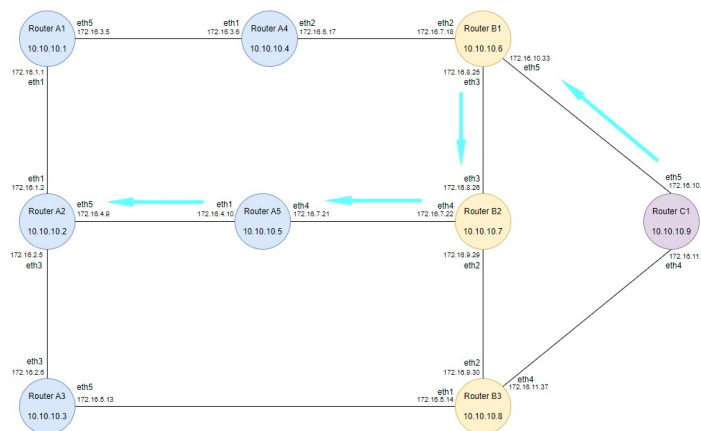 Router A1
10.10.10.1
eth5
172.16.3.5
eth1
172.16.3.6
Router A4
10.10.10.4
eth2
172.16.6.17
eth2
172.16.7.18
Router B1
10.10.10.6
172.16.10.33
eth5
172.16.1.1
eth1
172.16.8.25
eth3
eth1
172.16.1.2
eth3
172.16.8.26
eth5
172.16.10.
Router A2
10.10.10.2
eth5
172.16.4.9
eth1
172.16.4.10
Router A5
10.10.10.5
eth4
172.16.7.21
eth4
172.16.7.22
Router B2
10.10.10.7
Router C1
10.10.10.9
172.16.2.5
eth3
172.16.9.29
eth2
172.16.11.
eth4
eth3
172.16.2.6
eth2
172.16.9.30
Router A3
10.10.10.3
eth5
172.16.5.13
eth1
172.16.5.14
Router B3
10.10.10.8
eth4
172.16.11.37